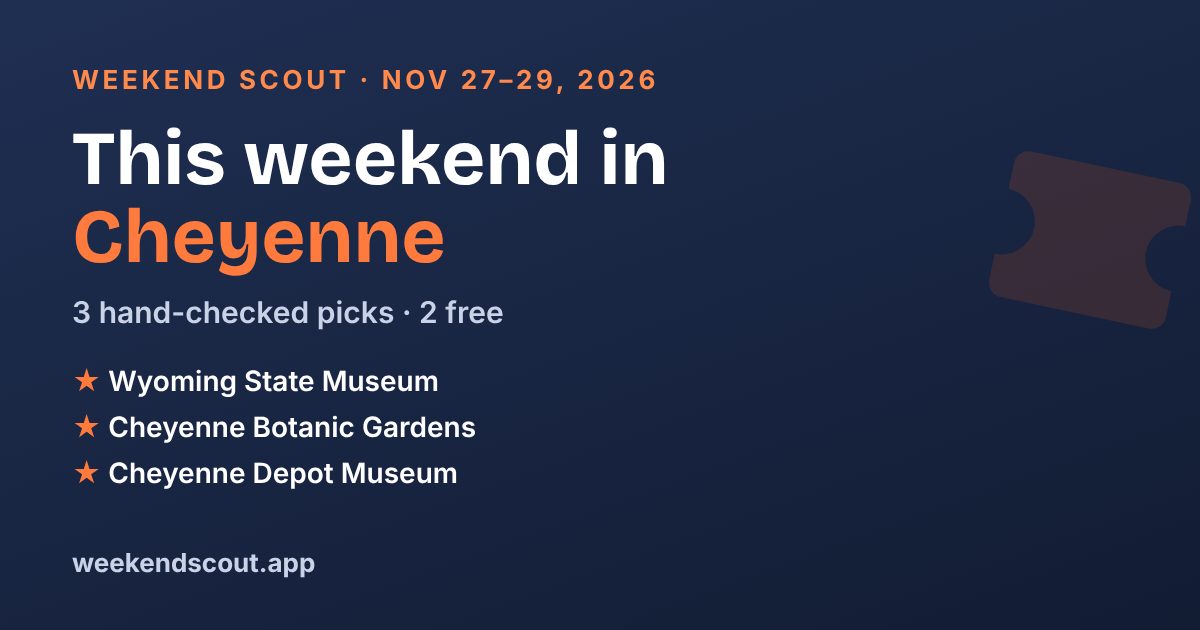 WEEKEND SCOUT · NOV 27–29, 2026
This weekend in
Cheyenne
3 hand-checked picks · 2 free
★ Wyoming State Museum
★ Cheyenne Botanic Gardens
★ Cheyenne Depot Museum
weekendscout.app